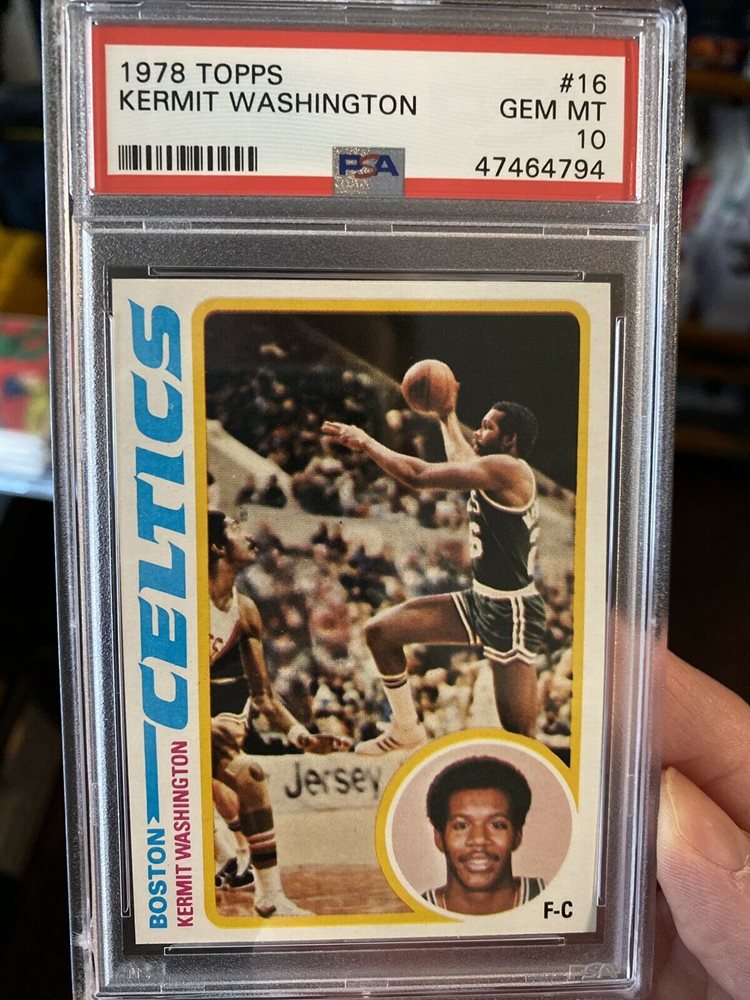 1978 TOPPS
KERMIT WASHINGTON
#16
GEM MT
10
PSA
47464794
BOSTON
CELTICS
KERMIT WASHINGTON
Jersey
F-C